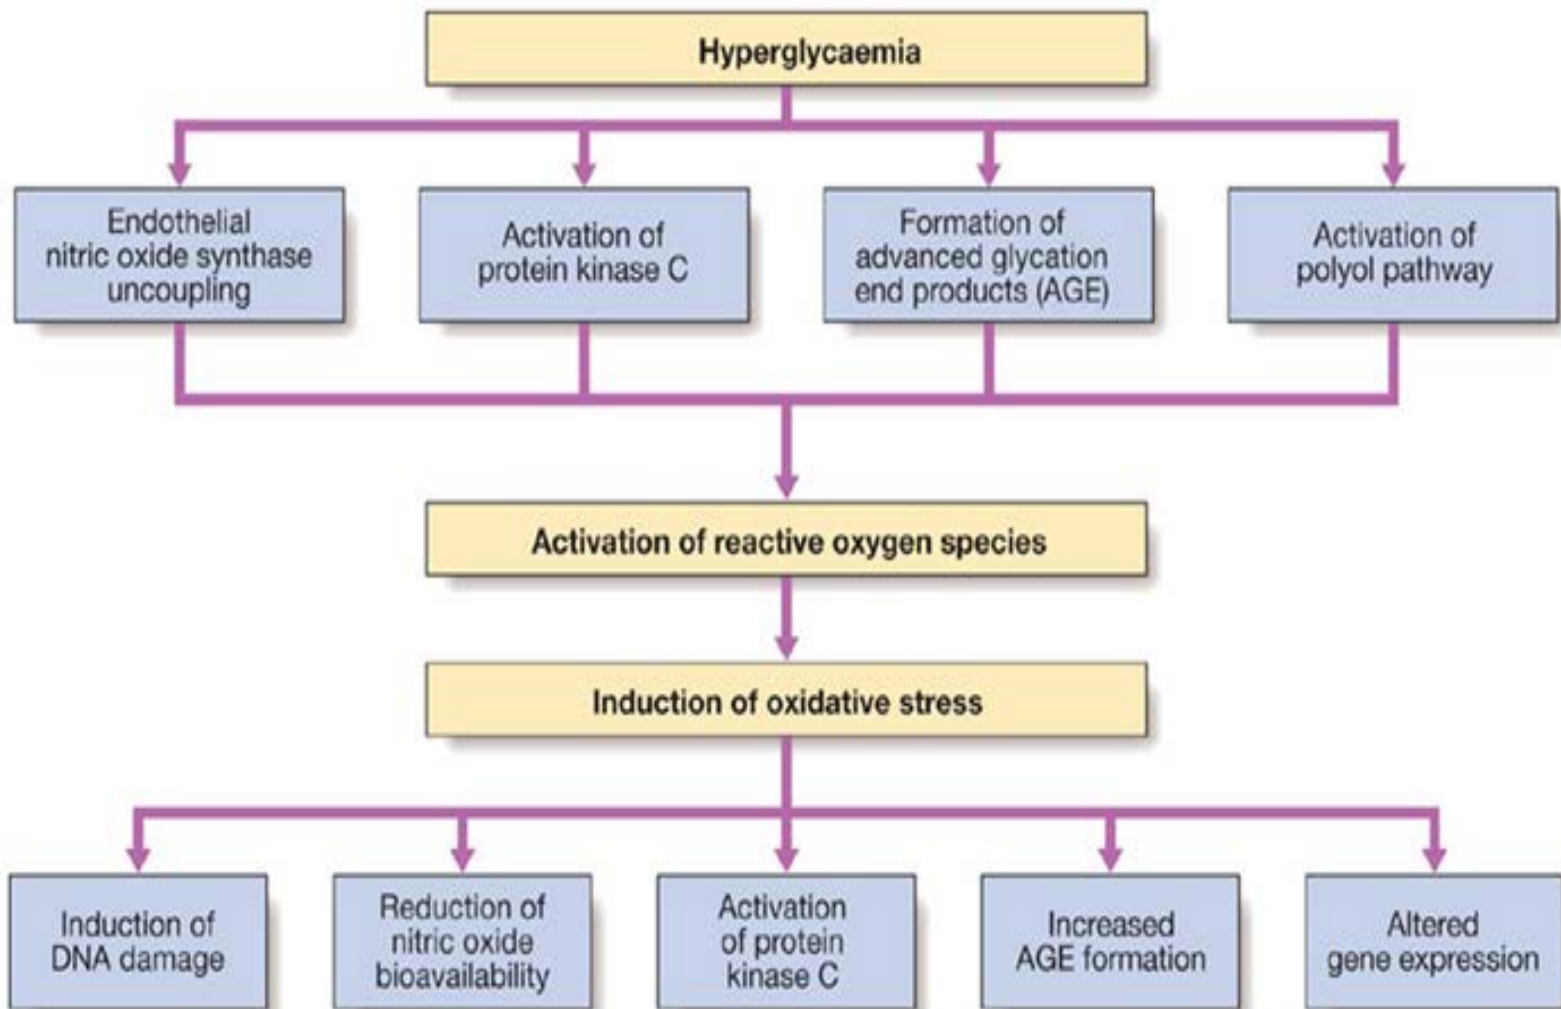 Hyperglycaemia
Endothelial
nitric oxide synthase
uncoupling
Activation of
protein kinase C
Formation of
advanced glycation
end products (AGE)
Activation of
polyol pathway
Activation of reactive oxygen species
Induction of oxidative stress
Induction of
DNA damage
Reduction of
nitric oxide
bioavailability
Activation
of protein
kinase C
Increased
AGE formation
Altered
gene expression